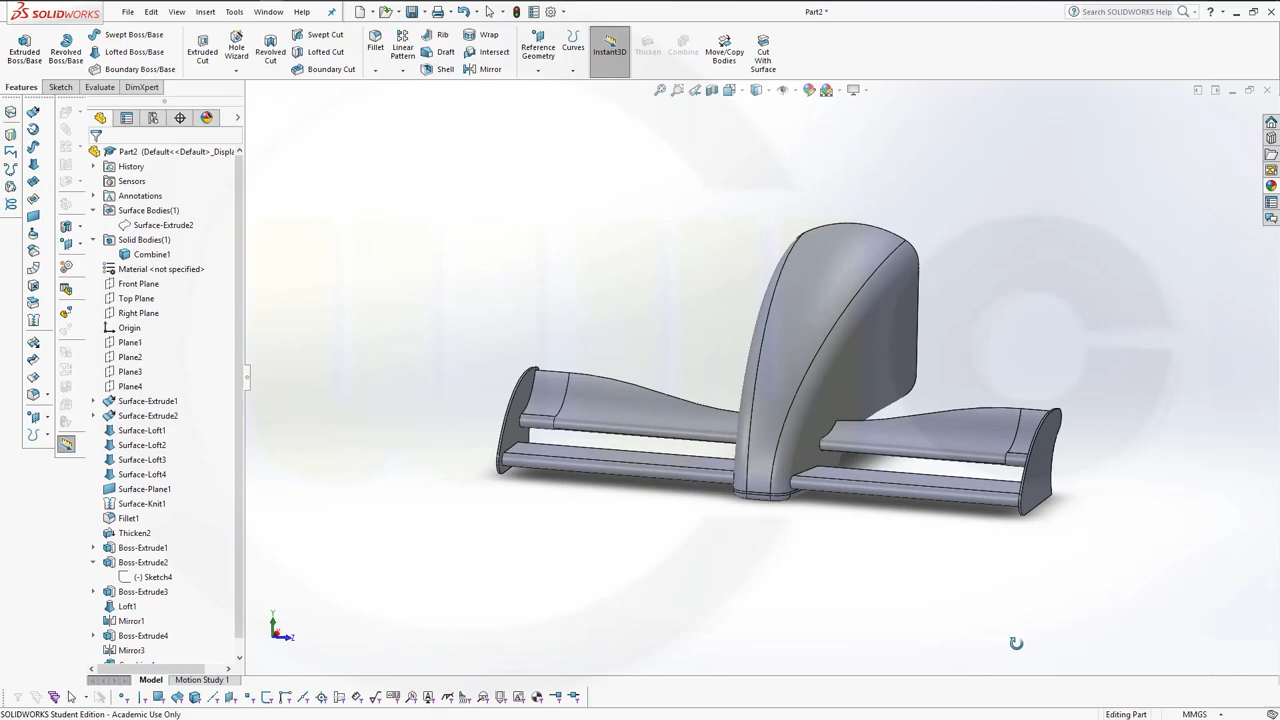 SOLIDWORKS
File Edit View Insert Tools Window Help
Part2 *
Search SOLIDWORKS Help
Extruded Boss/Base
Revolved Boss/Base
Swept Boss/Base
Lofted Boss/Base
Boundary Boss/Base
Extruded Cut
Hole Wizard
Revolved Cut
Swept Cut
Lofted Cut
Boundary Cut
Fillet
Linear Pattern
Rib
Draft
Shell
Wrap
Intersect
Mirror
Reference Geometry
Curves
Instant3D
Thicken
Combine
Move/Copy Bodies
Cut With Surface
Features Sketch Evaluate DimXpert
Part2 (Default<<Default>_Displa
History
Sensors
Annotations
Surface Bodies(1)
Surface-Extrude2
Solid Bodies(1)
Combine1
Material <not specified>
Front Plane
Top Plane
Right Plane
Origin
Plane1
Plane2
Plane3
Plane4
Surface-Extrude1
Surface-Extrude2
Surface-Loft1
Surface-Loft2
Surface-Loft3
Surface-Loft4
Surface-Plane1
Surface-Knit1
Fillet1
Thicken2
Boss-Extrude1
Boss-Extrude2
(-) Sketch4
Boss-Extrude3
Loft1
Mirror1
Boss-Extrude4
Mirror3
Y
Z
Model Motion Study 1
SOLIDWORKS Student Edition - Academic Use Only
Editing Part
MMGS